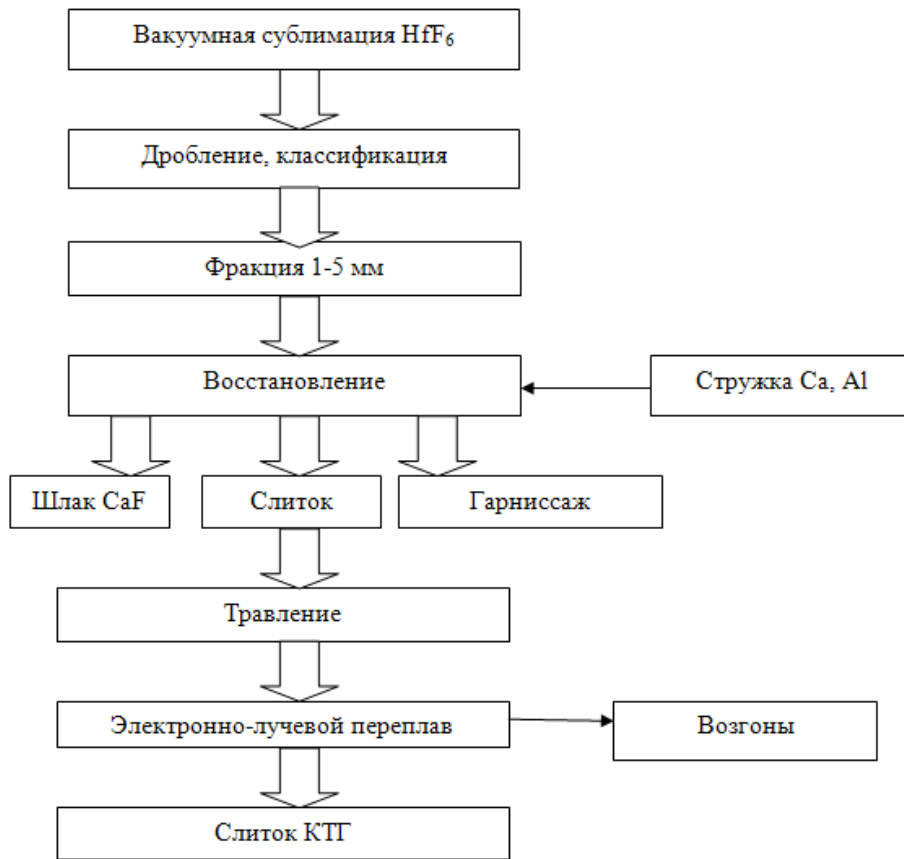 Вакуумная сублимация HfF₆
Дробление, классификация
Фракция 1-5 мм
Восстановление
Стружка Ca, Al
Шлак CaF
Слиток
Гарниссаж
Травление
Электронно-лучевой переплав
Возгоны
Слиток КТГ